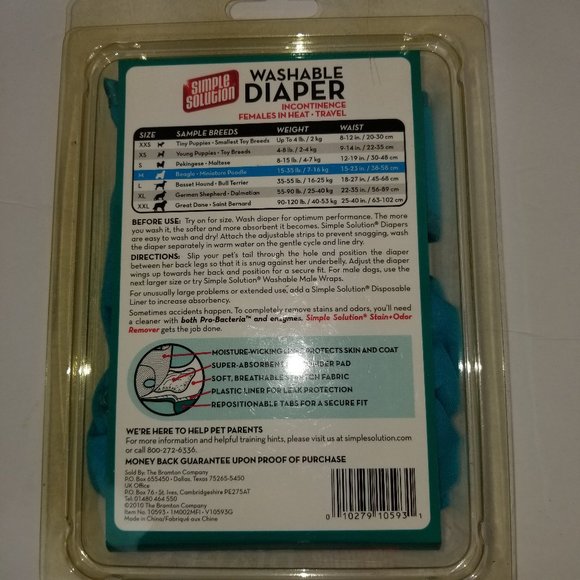 simple
solution
WASHABLE
DIAPER
INCONTINENCE
FEMALES IN HEAT • TRAVEL
SIZE SAMPLE BREEDS WEIGHT WAIST
XXS Tiny Puppies • Smallest Toy Breeds Up To 4 lb. / 2 kg 8-12 in. / 20-30 cm
XS Young Puppies • Toy Breeds 4-8 lb. / 2-4 kg 9-14 in. / 22-35 cm
S Pekingese • Maltese 8-15 lb. / 4-7 kg 12-19 in. / 30-48 cm
M Beagle • Miniature Poodle 15-35 lb. / 7-16 kg 15-23 in. / 38-58 cm
L Basset Hound • Bull Terrier 35-55 lb. / 16-25 kg 18-27 in. / 45-68 cm
XL German Shepherd • Dalmation 55-90 lb. / 25-40 kg 22-35 in. / 56-89 cm
XXL Great Dane • Saint Bernard 90-120 lb. / 40-53 kg 25-40 in. / 63-102 cm
BEFORE USE: Try on for size. Wash diaper for optimum performance. The more
you wash it, the softer and more absorbent it becomes. Simple Solution® Diapers
are easy to wash and dry! Attach the adjustable strips to prevent snagging, wash
the diaper separately in warm water on the gentle cycle and line dry.
DIRECTIONS: Slip your pet's tail through the hole and position the diaper
between her back legs so that it is snug against her underbelly. Adjust the diaper
wings up towards her back and position for a secure fit. For male dogs, use the
next larger size or try Simple Solution® Washable Male Wraps.
For unusually large problems or extended use, add a Simple Solution® Disposable
Liner to increase absorbency.
Sometimes accidents happen. To completely remove stains and odors, you'll need
a cleaner with both Pro-Bacteria™ and enzymes. Simple Solution® Stain+Odor
Remover gets the job done.
MOISTURE-WICKING PROTECTS SKIN AND COAT
SUPER-ABSORBENT PAD
SOFT, BREATHABLE STRETCH FABRIC
PLASTIC LINER FOR LEAK PROTECTION
REPOSITIONABLE TABS FOR A SECURE FIT
WE'RE HERE TO HELP PET PARENTS
For more information and helpful training hints, please visit us at simplesolution.com
or call 800-272-6336.
MONEY BACK GUARANTEE UPON PROOF OF PURCHASE
Sold By: The Bramton Company
P.O. Box 655450 • Dallas, Texas 75265-5450
UK Office
P.O. Box 76 • St. Ives, Cambridgeshire PE275AT
Tel: 01.480.464 550
©2010 The Bramton Company
Item No. 10593 • 1M002MFI • V10593G
Made in China/Fabriqué aux Chine
0 10279 10593 1